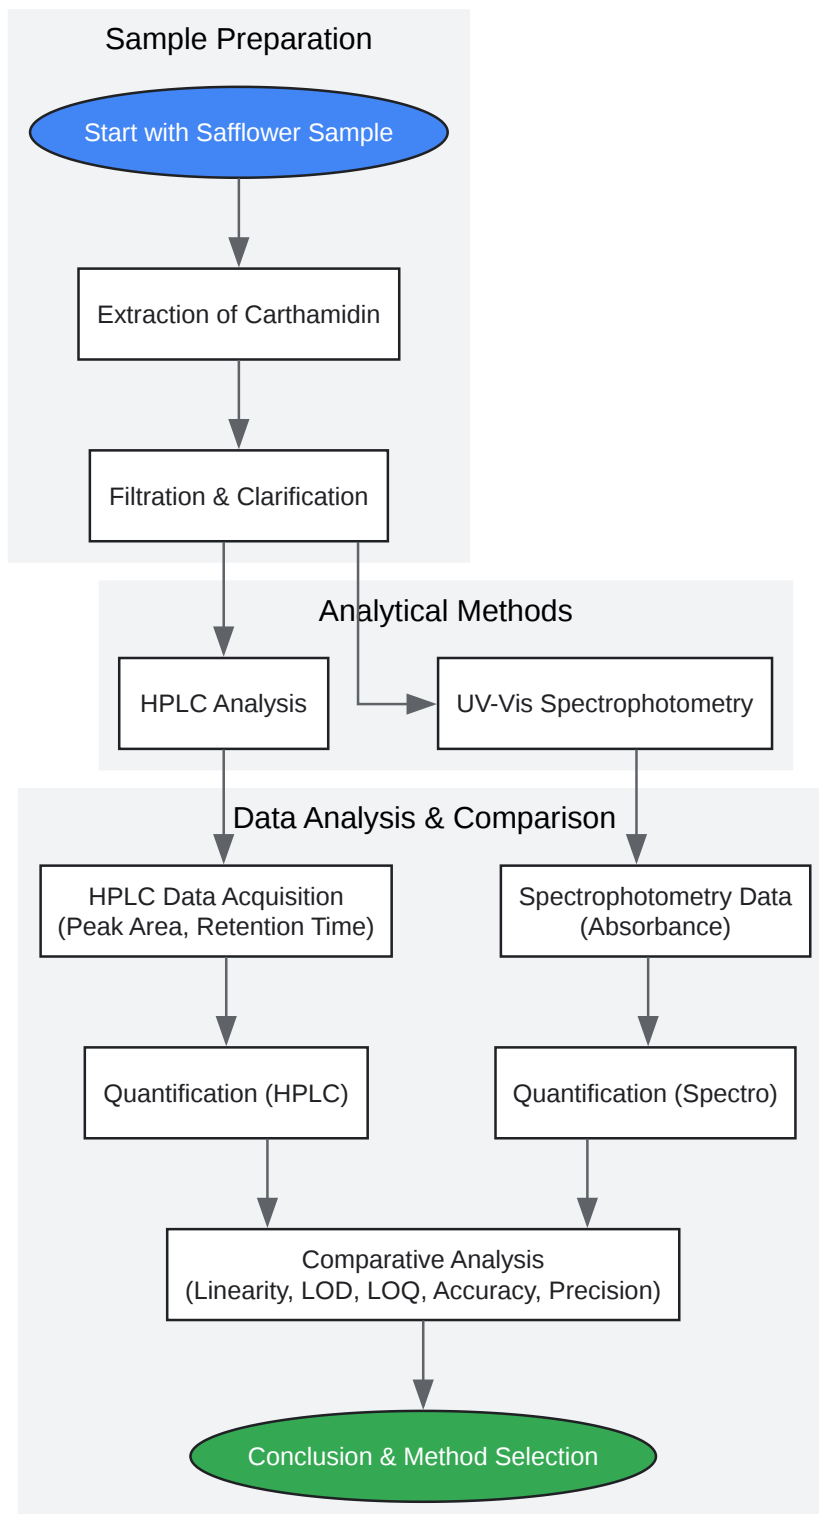 Sample Preparation
Start with Safflower Sample
Extraction of Carthamidin
Filtration & Clarification
Analytical Methods
HPLC Analysis
UV-Vis Spectrophotometry
Data Analysis & Comparison
HPLC Data Acquisition
(Peak Area, Retention Time)
Spectrophotometry Data
(Absorbance)
Quantification (HPLC)
Quantification (Spectro)
Comparative Analysis
(Linearity, LOD, LOQ, Accuracy, Precision)
Conclusion & Method Selection